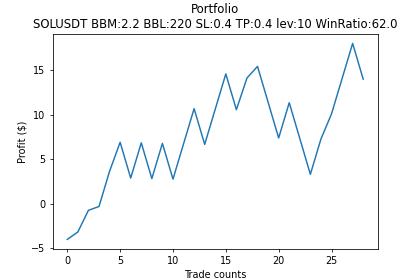 Portfolio
SOLUSDT BBM:2.2 BBL:220 SL:0.4 TP:0.4 lev:10 WinRatio:62.0
Profit ($)
15
10
5
0
−5
0 5 10 15 20 25
Trade counts